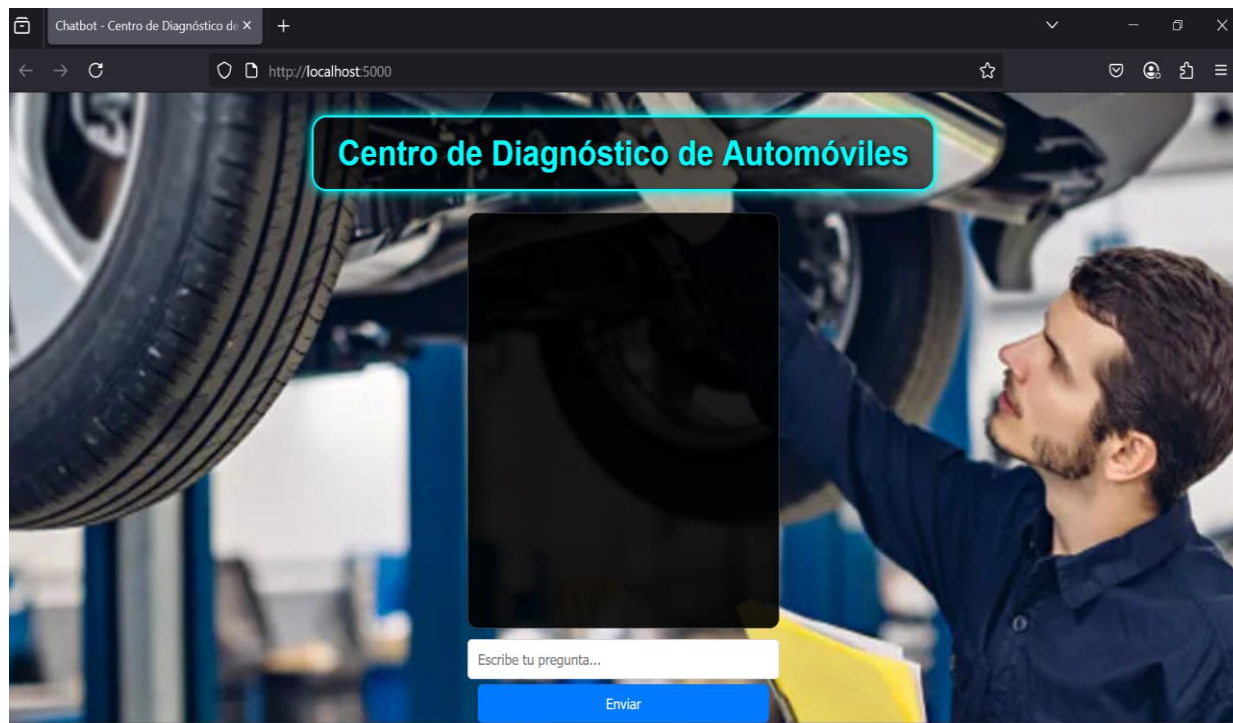 Chatbot - Centro de Diagnóstico de
http://localhost:5000
Centro de Diagnóstico de Automóviles
Escribe tu pregunta...
Enviar